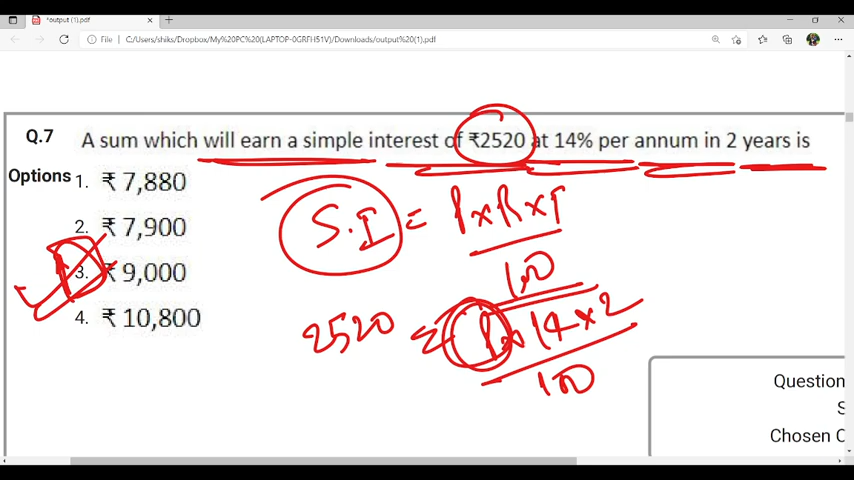 *output (1).pdf
File
C:/Users/shiks/Dropbox/My%20PC%20(LAPTOP-0GRFH51V)/Downloads/output%20(1).pdf
Q.7 A sum which will earn a simple interest of ₹2520 at 14% per annum in 2 years is
Options 1. ₹ 7,880
2. ₹ 7,900
3. ₹ 9,000
4. ₹ 10,800
S.I = P x R x T
100
2520 = P x 14 x 2
100
Question
S
Chosen O